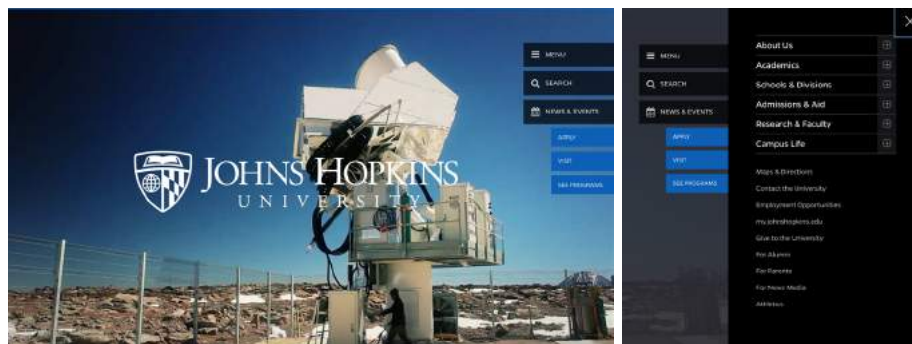 MENU
SEARCH
NEWS & EVENTS
APPLY
VISIT
SEE PROGRAMS
JOHNS HOPKINS
UNIVERSITY
MENU
SEARCH
NEWS & EVENTS
APPLY
VISIT
SEE PROGRAMS
About Us
Academics
Schools & Divisions
Admissions & Aid
Research & Faculty
Campus Life
Maps & Directions
Contact the University
Employment Opportunities
my.johnshopkins.edu
Give to the University
For Alumni
For Parents
For News Media
Athletics